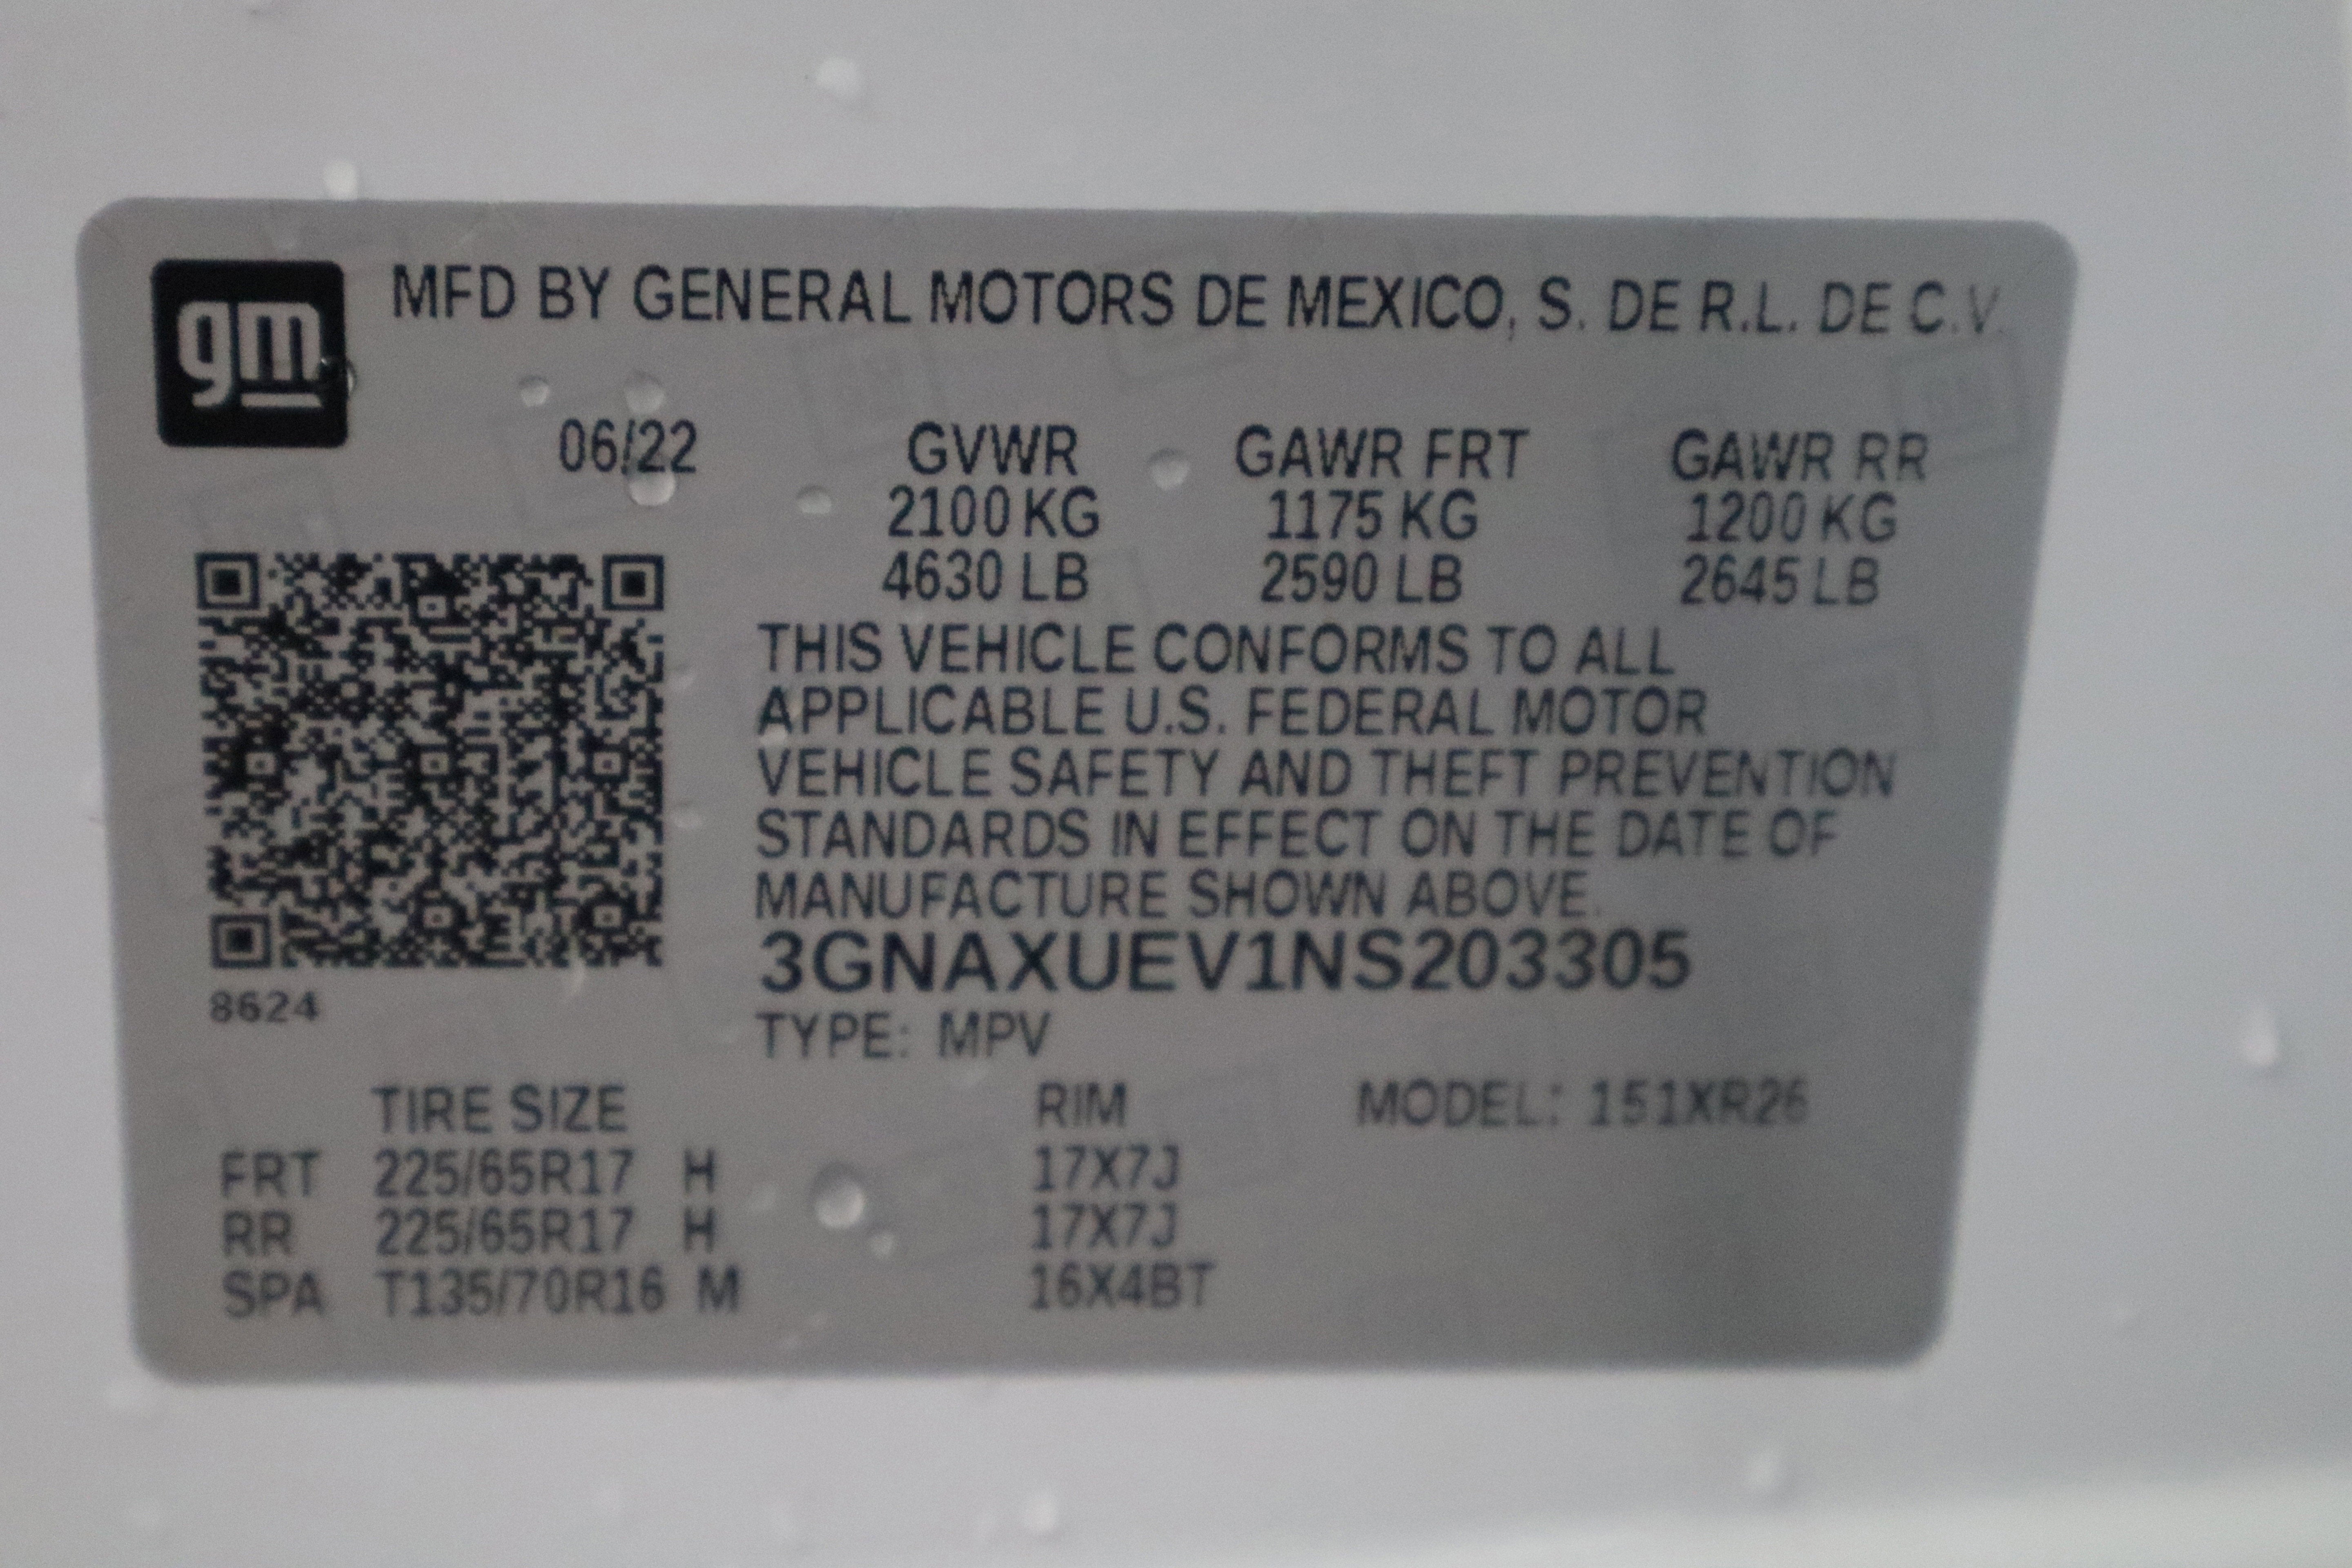 gm
MFD BY GENERAL MOTORS DE MEXICO, S. DE R.L. DE C.V.
06/22 GVWR GAWR FRT GAWR RR
2100 KG 1175 KG 1200 KG
4630 LB 2590 LB 2645 LB
THIS VEHICLE CONFORMS TO ALL
APPLICABLE U.S. FEDERAL MOTOR
VEHICLE SAFETY AND THEFT PREVENTION
STANDARDS IN EFFECT ON THE DATE OF
MANUFACTURE SHOWN ABOVE.
3GNAXUEV1NS203305
8624
TYPE: MPV
TIRE SIZE RIM MODEL: 151XR26
FRT 225/65R17 H 17X7J
RR 225/65R17 H 17X7J
SPA T135/70R16 M 16X4BT